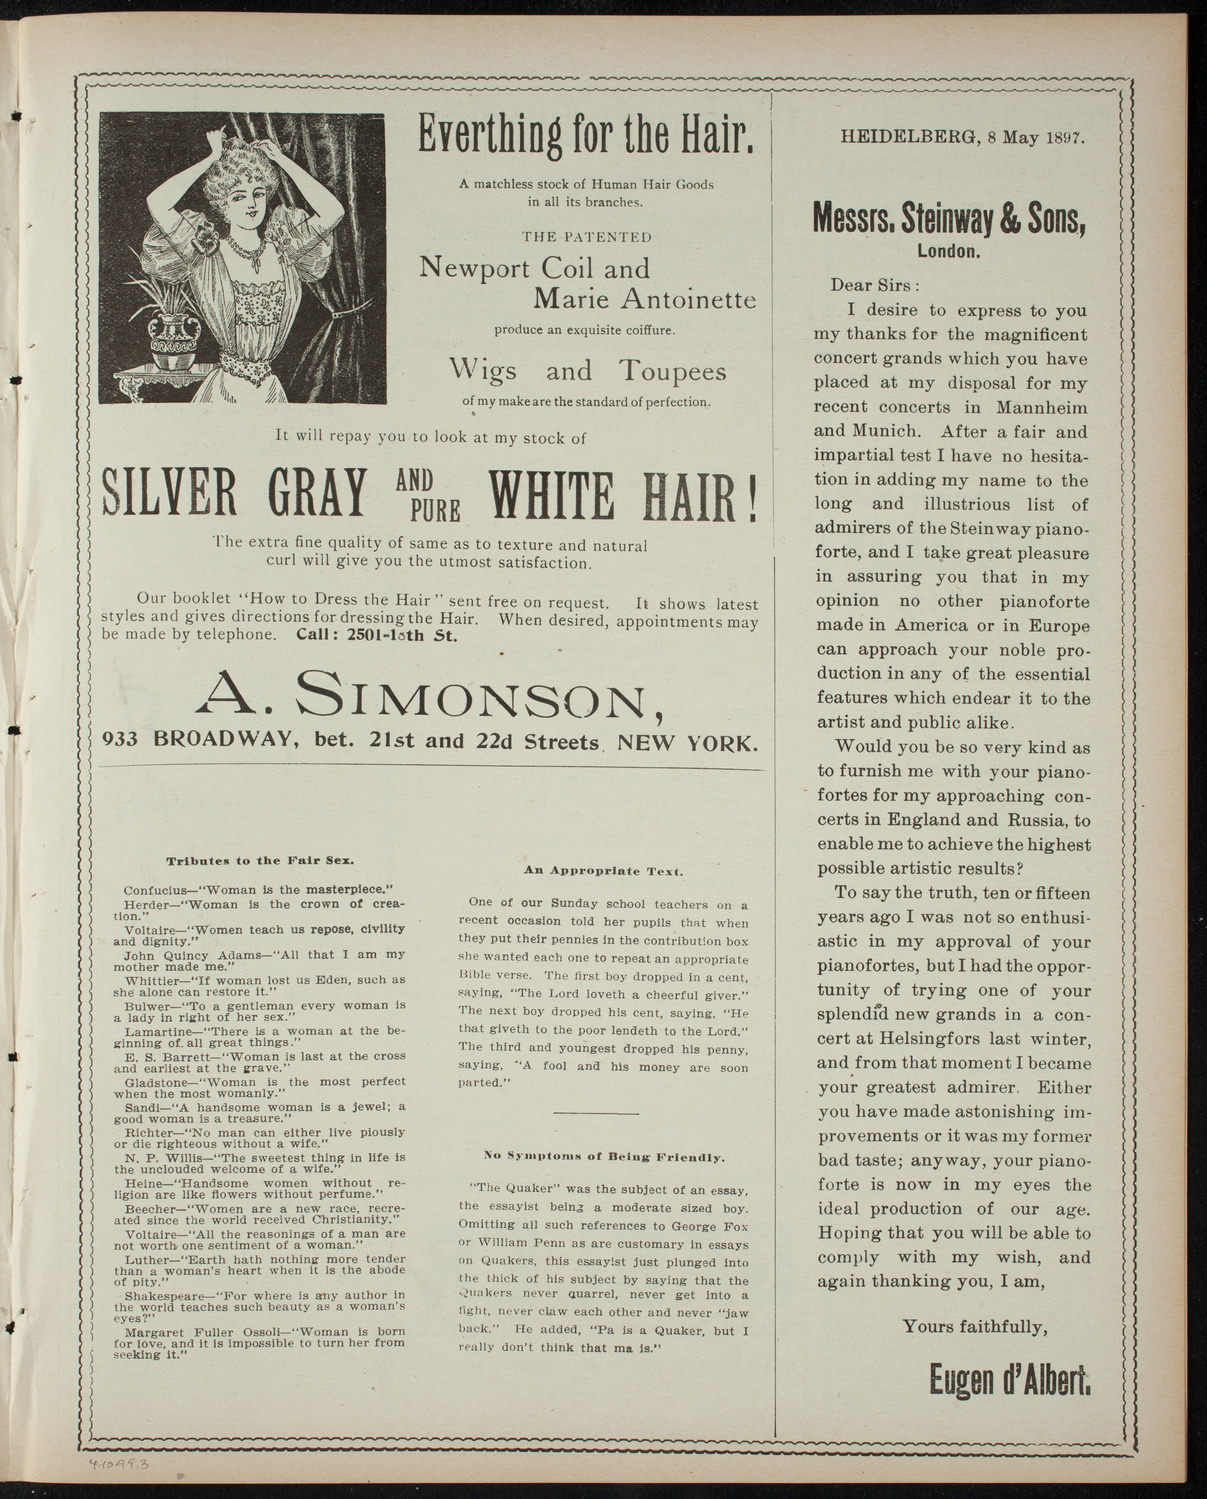 Everthing for the Hair.
A matchless stock of Human Hair Goods
in all its branches.
THE PATENTED
Newport Coil and
Marie Antoinette
produce an exquisite coiffure.
Wigs and Toupees
of my make are the standard of perfection.
It will repay you to look at my stock of
SILVER GRAY AND PURE WHITE HAIR!
The extra fine quality of same as to texture and natural
curl will give you the utmost satisfaction.
Our booklet “How to Dress the Hair” sent free on request. It shows latest
styles and gives directions for dressing the Hair. When desired, appointments may
be made by telephone. Call: 2501-18th St.
A. SIMONSON,
933 BROADWAY, bet. 21st and 22d Streets, NEW YORK.
Tributes to the Fair Sex.
Confucius—“Woman is the masterpiece.”
Herder—“Woman is the crown of crea-
tion.”
Voltaire—“Women teach us repose, civility
and dignity.”
John Quincy Adams—“All that I am my
mother made me.”
Whittier—“If woman lost us Eden, such as
she alone can restore it.”
Bulwer—“To a gentleman every woman is
a lady in right of her sex.”
Lamartine—“There is a woman at the be-
ginning of all great things.”
E. S. Barrett—“Woman is last at the cross
and earliest at the grave.”
Gladstone—“Woman is the most perfect
when the most womanly.”
Sandi—“A handsome woman is a jewel; a
good woman is a treasure.”
Richter—“No man can either live piously
or die righteous without a wife.”
N. P. Willis—“The sweetest thing in life is
the unclouded welcome of a wife.”
Heine—“Handsome women without re-
ligion are like flowers without perfume.”
Beecher—“Women are a new race, recre-
ated since the world received Christianity.”
Voltaire—“All the reasonings of a man are
not worth one sentiment of a woman.”
Luther—“Earth hath nothing more tender
than a woman's heart when it is the abode
of pity.”
Shakespeare—“For where is any author in
the world teaches such beauty as a woman's
eyes?”
Margaret Fuller Ossoli—“Woman is born
for love, and it is impossible to turn her from
seeking it.”
An Appropriate Text.
One of our Sunday school teachers on a
recent occasion told her pupils that when
they put their pennies in the contribution box
she wanted each one to repeat an appropriate
Bible verse. The first boy dropped in a cent,
saying, “The Lord loveth a cheerful giver.”
The next boy dropped his cent, saying, “He
that giveth to the poor lendeth to the Lord.”
The third and youngest dropped his penny,
saying, “A fool and his money are soon
parted.”
No Symptoms of Being Friendly.
“The Quaker” was the subject of an essay,
the essayist being a moderate sized boy.
Omitting all such references to George Fox
or William Penn as are customary in essays
on Quakers, this essayist just plunged into
the thick of his subject by saying that the
Quakers never quarrel, never get into a
fight, never claw each other and never “jaw
back.” He added, “Pa is a Quaker, but I
really don't think that ma is.”
HEIDELBERG, 8 May 1897.
Messrs. Steinway & Sons,
London.
Dear Sirs:
I desire to express to you
my thanks for the magnificent
concert grands which you have
placed at my disposal for my
recent concerts in Mannheim
and Munich. After a fair and
impartial test I have no hesita-
tion in adding my name to the
long and illustrious list of
admirers of the Steinway piano-
forte, and I take great pleasure
in assuring you that in my
opinion no other pianoforte
made in America or in Europe
can approach your noble pro-
duction in any of the essential
features which endear it to the
artist and public alike.
Would you be so very kind as
to furnish me with your piano-
fortes for my approaching con-
certs in England and Russia, to
enable me to achieve the highest
possible artistic results?
To say the truth, ten or fifteen
years ago I was not so enthusi-
astic in my approval of your
pianofortes, but I had the oppor-
tunity of trying one of your
splendid new grands in a con-
cert at Helsingfors last winter,
and from that moment I became
your greatest admirer. Either
you have made astonishing im-
provements or it was my former
bad taste; anyway, your piano-
forte is now in my eyes the
ideal production of our age.
Hoping that you will be able to
comply with my wish, and
again thanking you, I am,
Yours faithfully,
Eugen d'Albert.
4-10-99.3